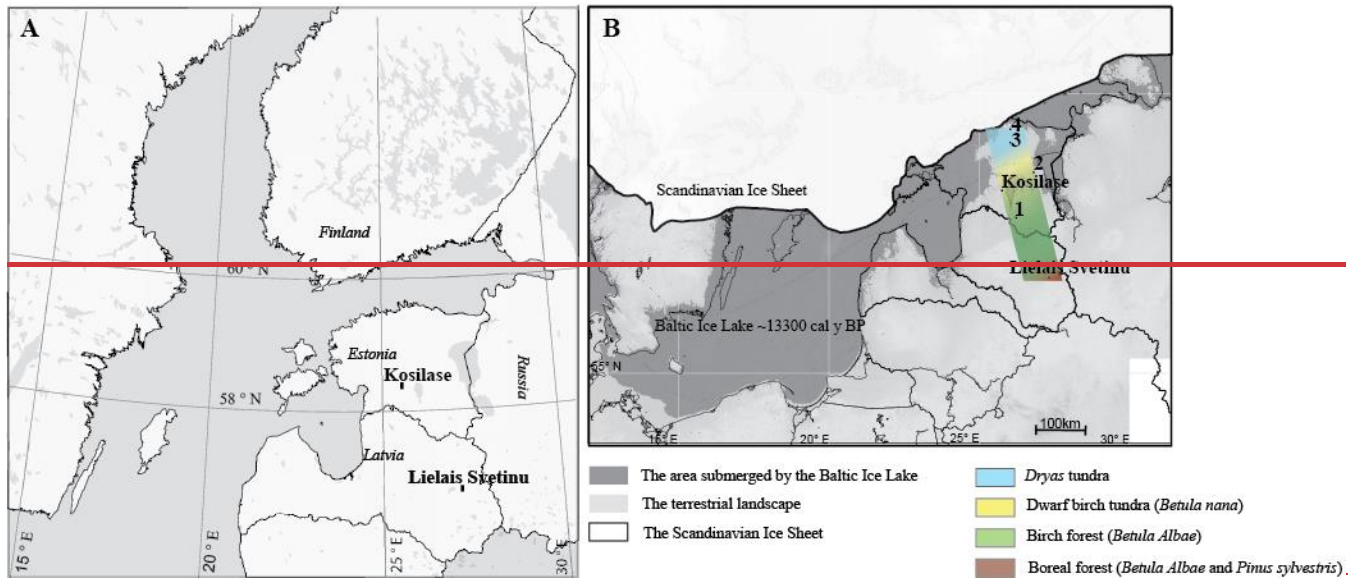 A
Finland
60 ° N
Estonia
Kosilase
Russia
58 ° N
Latvia
Lielais Svetinu
15 ° E
20 ° E
25 ° E
30 ° E
B
4
3
2
Scandinavian Ice Sheet
Kosilase
1
Lielais Svetinu
Baltic Ice Lake ~13300 cal y BP
55° N
15° E
20° E
25° E
100km
30° E
The area submerged by the Baltic Ice Lake
The terrestrial landscape
The Scandinavian Ice Sheet
Dryas tundra
Dwarf birch tundra (Betula nana)
Birch forest (Betula Albae)
Boreal forest (Betula Albae and Pinus sylvestris)